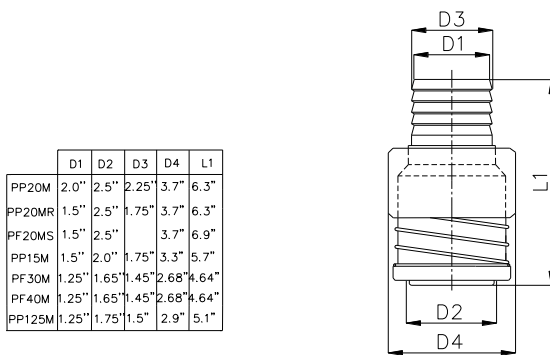 D1 D2 D3 D4 L1
PP20M 2.0'' 2.5'' 2.25'' 3.7'' 6.3"
PP20MR 1.5'' 2.5'' 1.75'' 3.7" 6.3"
PF20MS 1.5'' 2.5'' 3.7" 6.9"
PP15M 1.5'' 2.0'' 1.75" 3.3" 5.7"
PF30M 1.25'' 1.65" 1.45" 2.68" 4.64"
PF40M 1.25'' 1.65" 1.45" 2.68" 4.64"
PP125M 1.25'' 1.75" 1.5" 2.9" 5.1"
D3
D1
L1
D2
D4